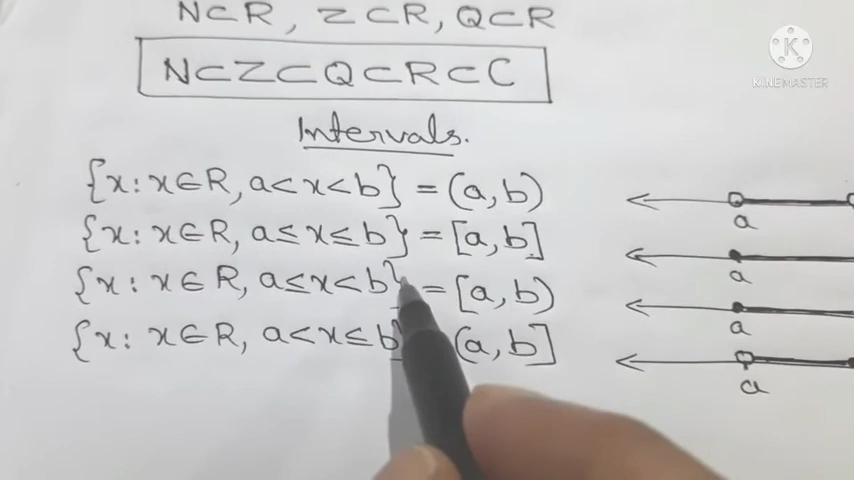 N⊂R, Z⊂R, Q⊂R
N⊂Z⊂Q⊂R⊂C
Intervals.
{x: x∈R, a<x<b} = (a, b)
{x: x∈R, a≤x≤b} = [a, b]
{x: x∈R, a≤x<b} = [a, b)
{x: x∈R, a<x≤b (a, b]
a
a
a
a
K
KINEMASTER